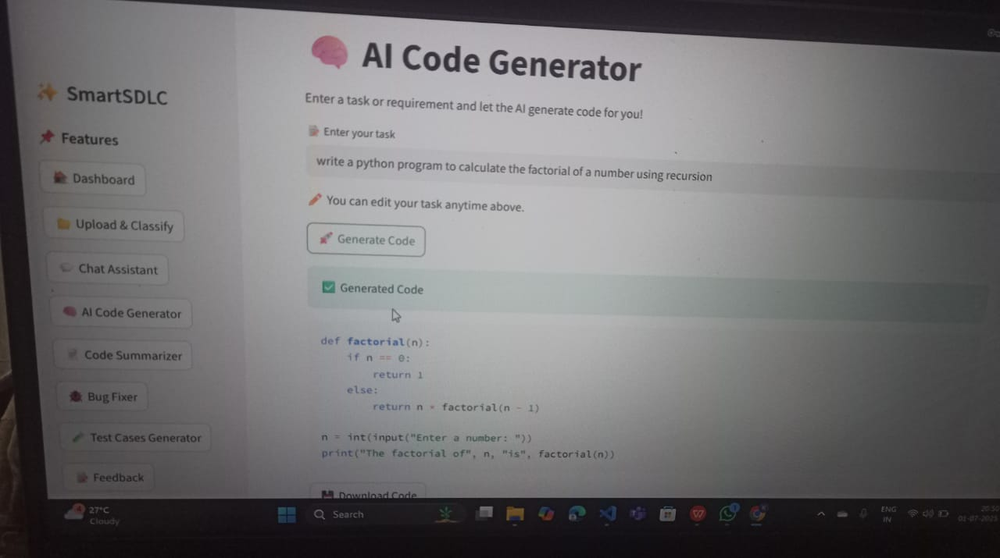 AI Code Generator
SmartSDLC
Enter a task or requirement and let the AI generate code for you!
Features
Enter your task
write a python program to calculate the factorial of a number using recursion
Dashboard
You can edit your task anytime above.
Upload & Classify
Generate Code
Chat Assistant
Generated Code
AI Code Generator
Code Summarizer
Bug Fixer
Test Cases Generator
Feedback
def factorial(n):
    if n == 0:
        return 1
    else:
        return n * factorial(n - 1)
n = int(input("Enter a number: "))
print("The factorial of", n, "is", factorial(n))
Download Code
27°C
Cloudy
Search
ENG
IN
20:50
01-07-2025